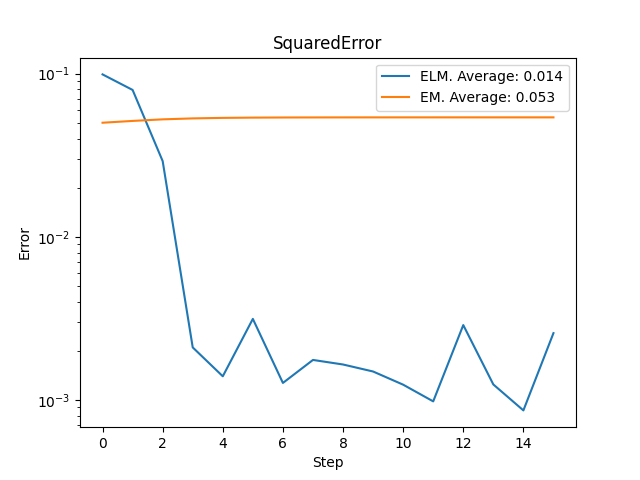 SquaredError
ELM. Average: 0.014
EM. Average: 0.053
10⁻¹
10⁻²
10⁻³
Error
0 2 4 6 8 10 12 14
Step